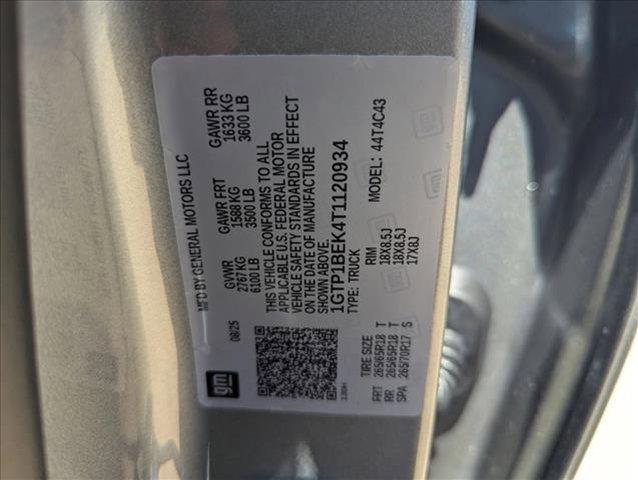 MFD BY GENERAL MOTORS LLC
08/25
GVWR GAWR FRT GAWR RR
2767 KG 1588 KG 1633 KG
6100 LB 3500 LB 3600 LB
THIS VEHICLE CONFORMS TO ALL
APPLICABLE U.S. FEDERAL MOTOR
VEHICLE SAFETY STANDARDS IN EFFECT
ON THE DATE OF MANUFACTURE
SHOWN ABOVE.
1GTP1BEK4T1120934
TYPE: TRUCK MODEL: 44T4C43
TIRE SIZE RIM
FRT 265/65R18 T 18X8.5J
RR 265/65R18 T 18X8.5J
SPA 265/70R17 S 17X8J
gm